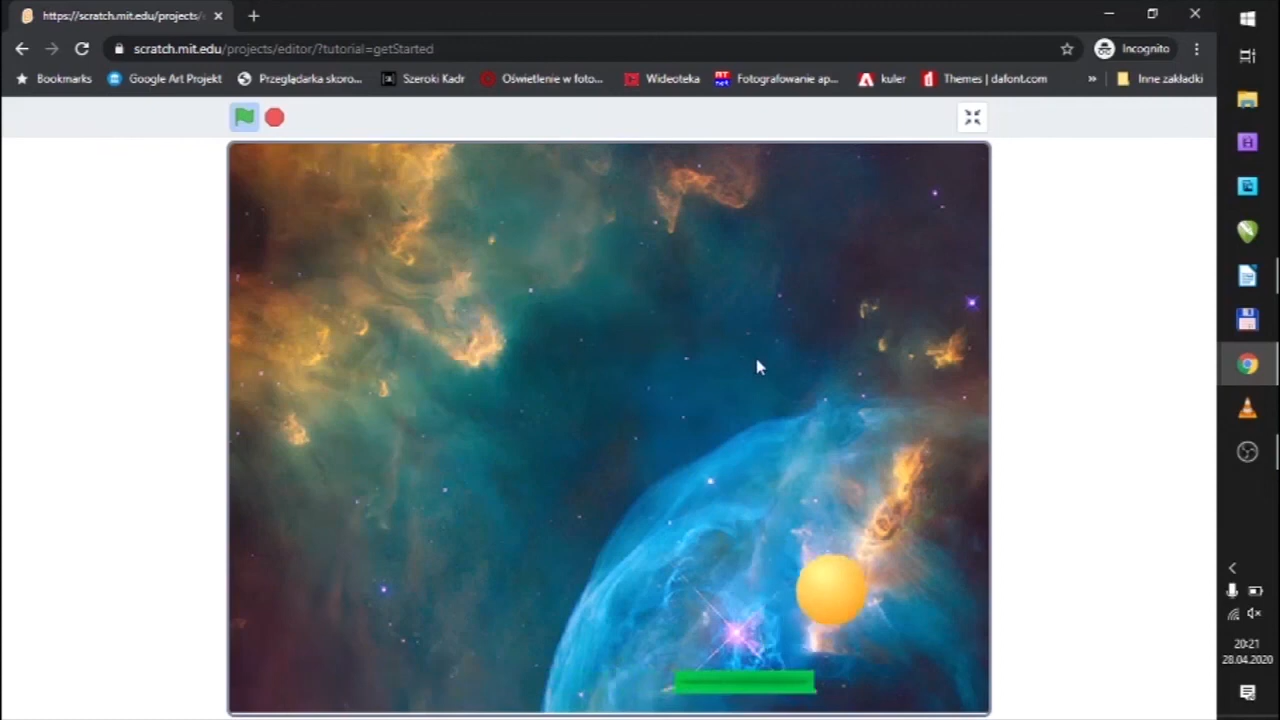 https://scratch.mit.edu/projects/
scratch.mit.edu/projects/editor/?tutorial=getStarted
Incognito
Bookmarks
Google Art Projekt
Przeglądarka skoro...
Szeroki Kadr
Oświetlenie w foto...
Wideoteka
Fotografowanie ap...
kuler
Themes | dafont.com
»
Inne zakładki
20:21
28.04.2020